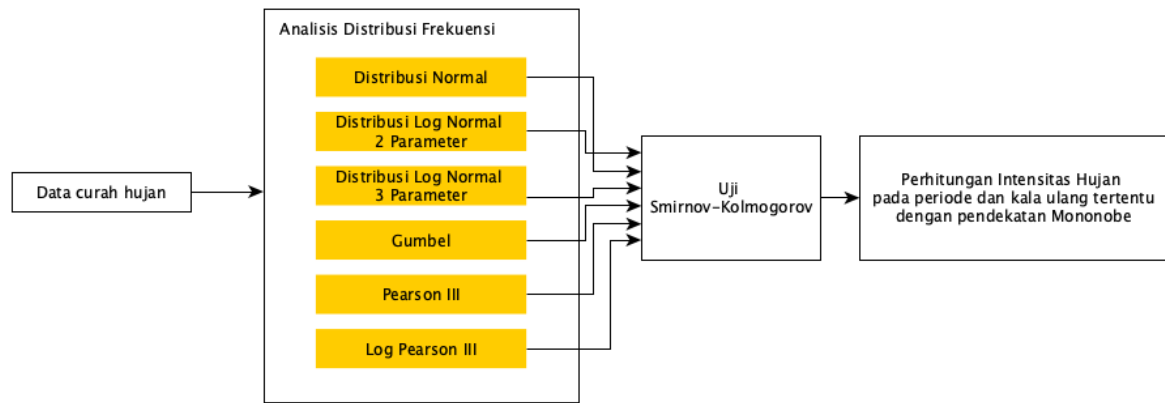 Analisis Distribusi Frekuensi
Distribusi Normal
Distribusi Log Normal
2 Parameter
Distribusi Log Normal
3 Parameter
Gumbel
Pearson III
Log Pearson III
Data curah hujan
Uji
Smirnov-Kolmogorov
Perhitungan Intensitas Hujan
pada periode dan kala ulang tertentu
dengan pendekatan Mononobe